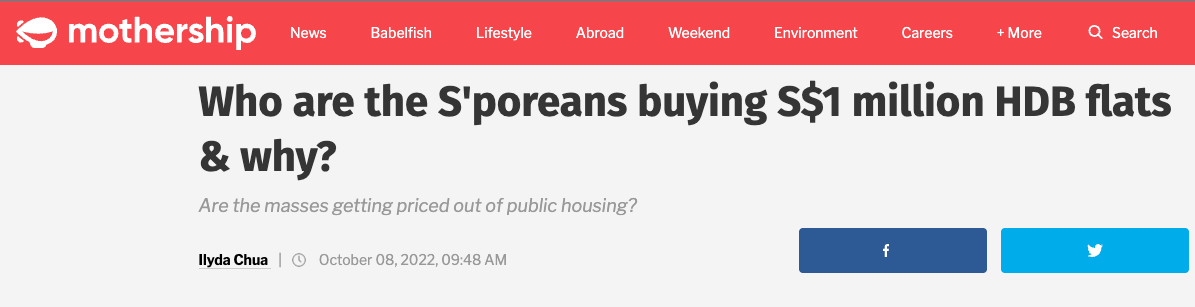 mothership News Babelfish Lifestyle Abroad Weekend Environment Careers + More Search
Who are the S'poreans buying S$1 million HDB flats
& why?
Are the masses getting priced out of public housing?
Ilyda Chua | October 08, 2022, 09:48 AM